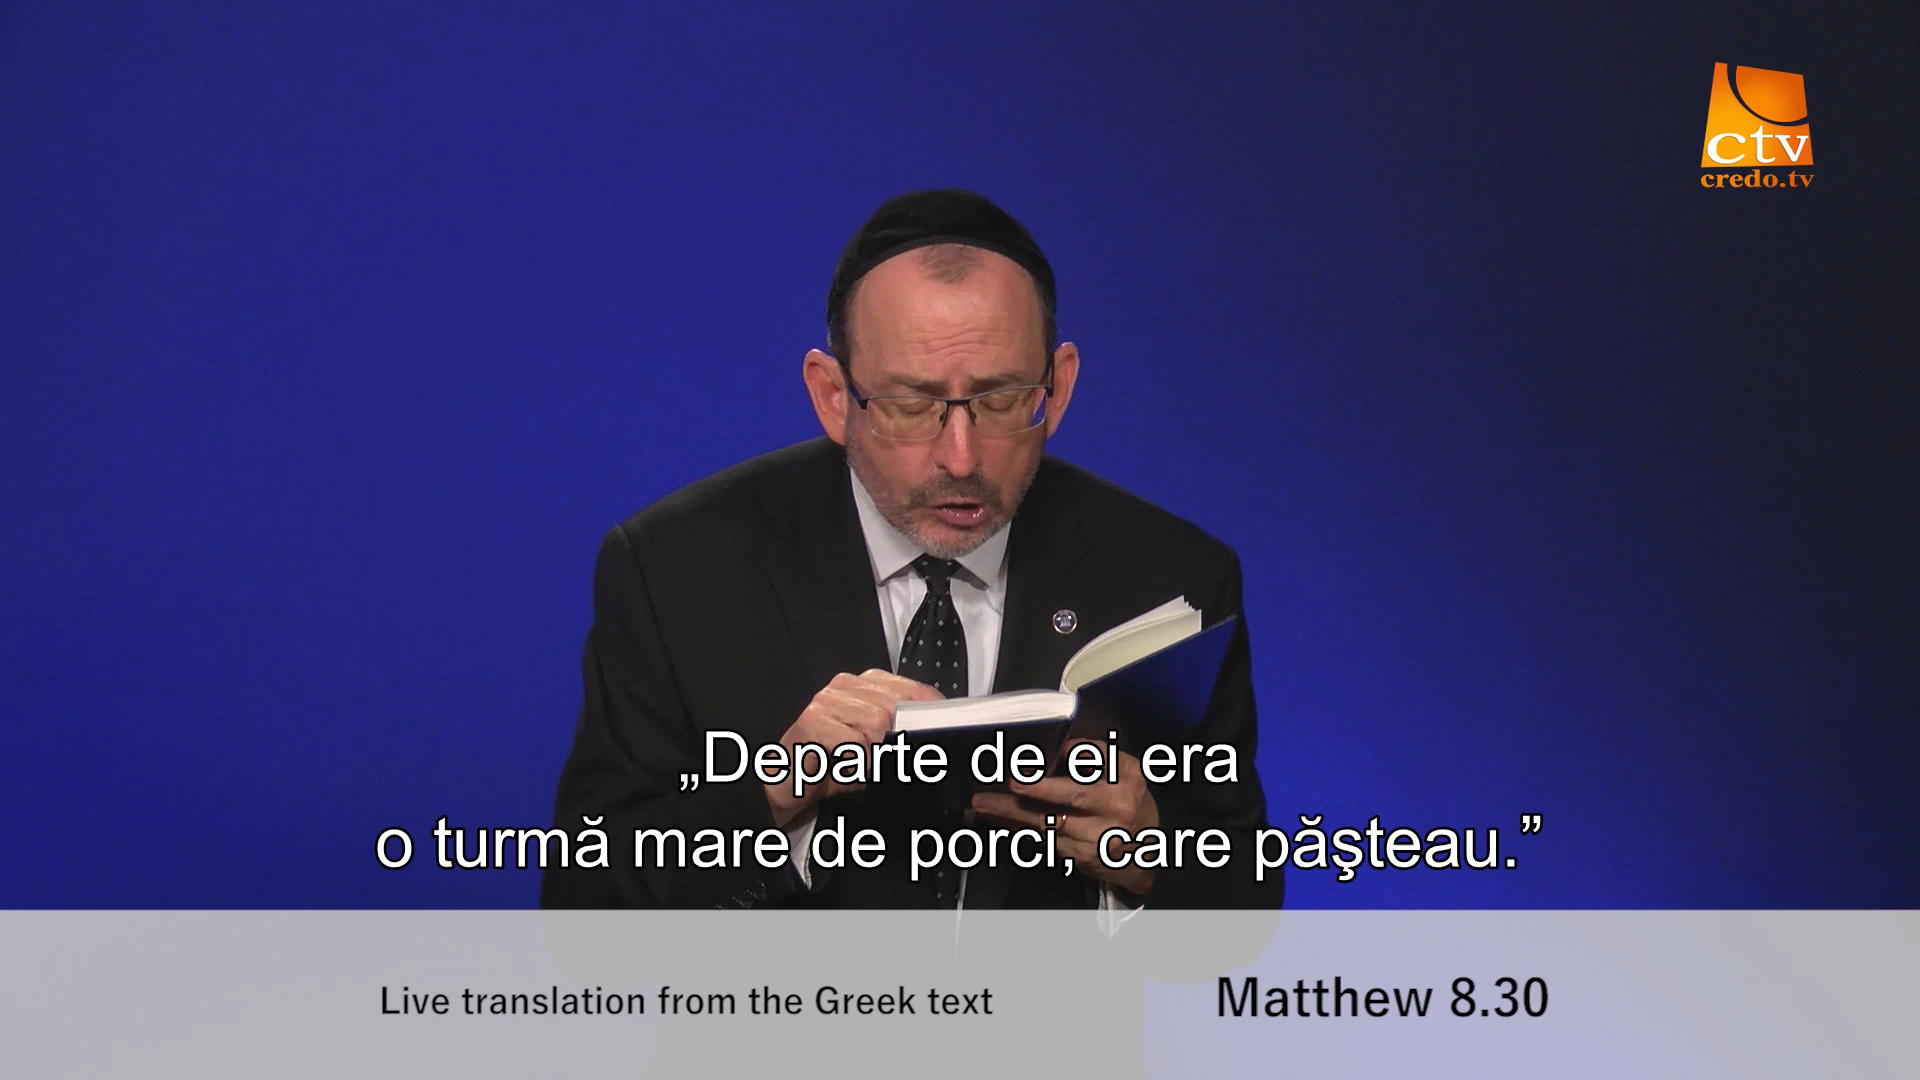 ctv
credo.tv
„Departe de ei era
o turmă mare de porci, care păşteau.”
Live translation from the Greek text
Matthew 8.30